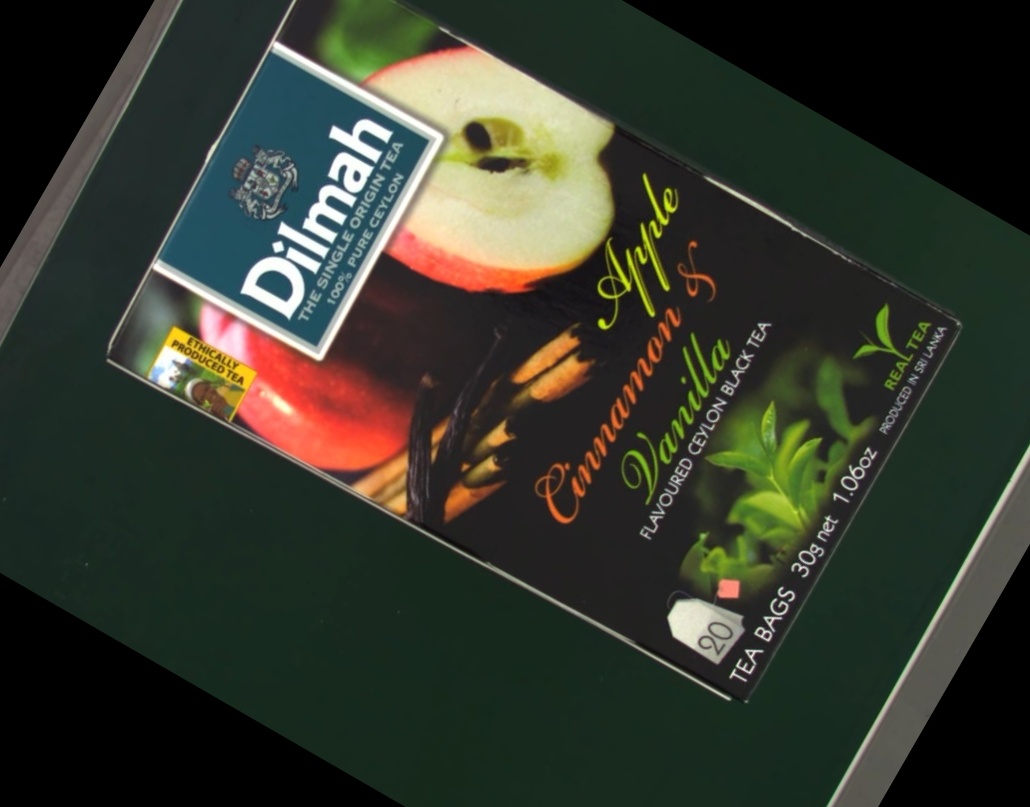 Dilmah
THE SINGLE ORIGIN TEA
100% PURE CEYLON
ETHICALLY
PRODUCED TEA
Apple
Cinnamon &
Vanilla
FLAVOURED CEYLON BLACK TEA
REAL TEA
PRODUCED IN SRI LANKA
20
TEA BAGS 30g net 1.06oz